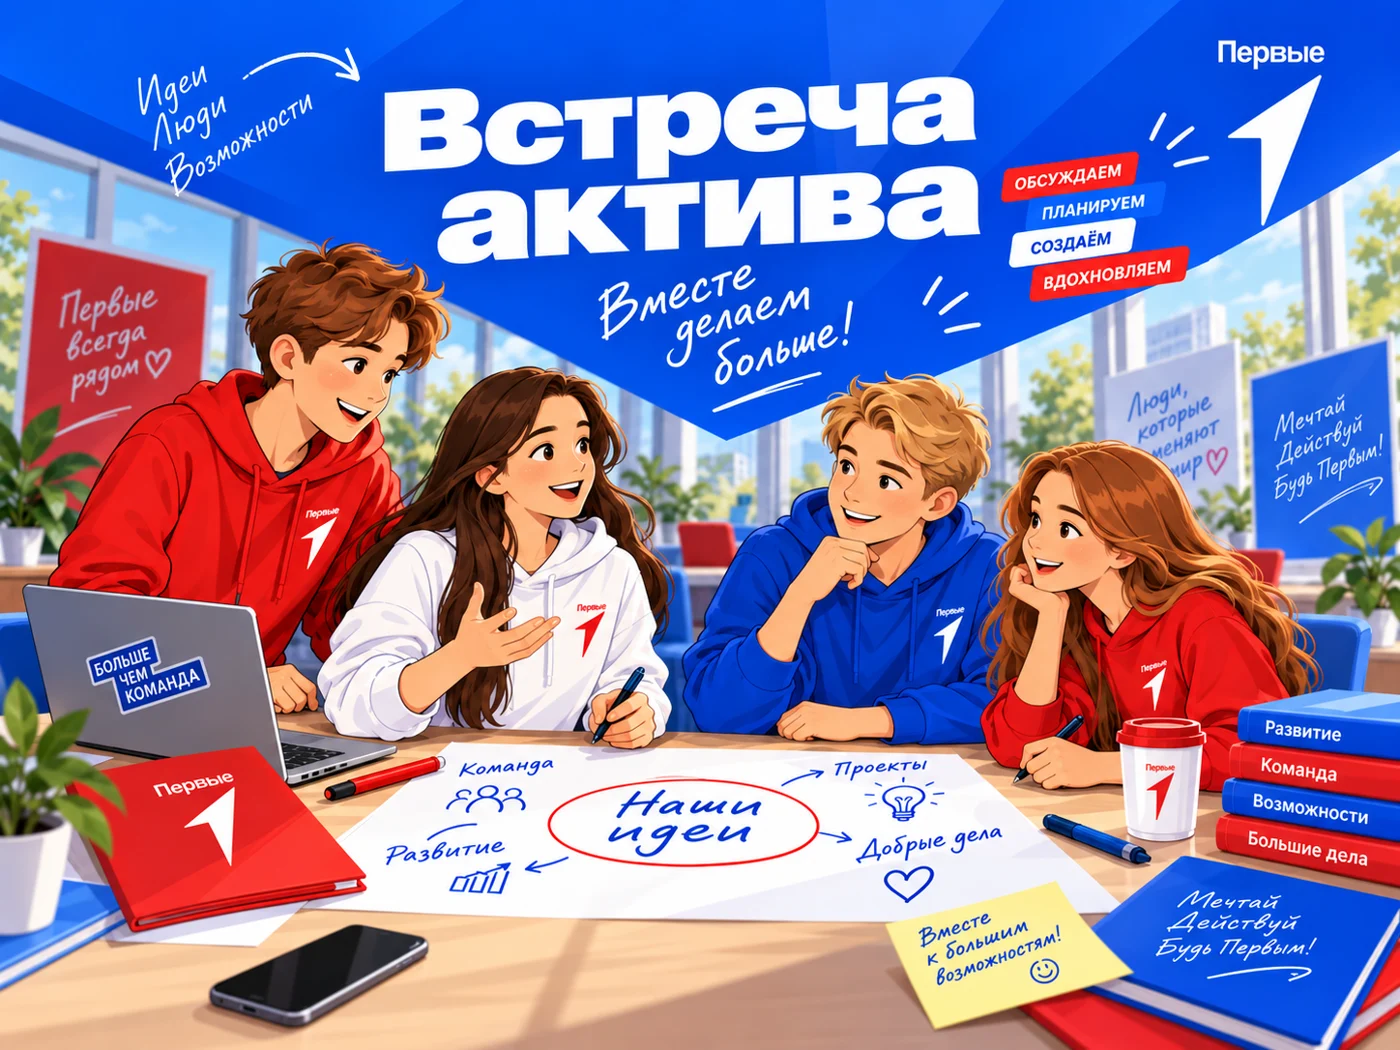 Идеи
Люди
Возможности
Встреча
актива
Вместе
делаем
больше!
Первые
ОБСУЖДАЕМ
ПЛАНИРУЕМ
СОЗДАЁМ
ВДОХНОВЛЯЕМ
Первые
всегда
рядом
Люди,
которые
меняют
мир
Мечтай
Действуй
Будь Первым!
Первые
Первые
Первые
Первые
БОЛЬШЕ
ЧЕМ
КОМАНДА
Первые
Команда
Развитие
Наши
идеи
Проекты
Добрые дела
Первые
Развитие
Команда
Возможности
Большие дела
Вместе
к большим
возможностям!
Мечтай
Действуй
Будь Первым!